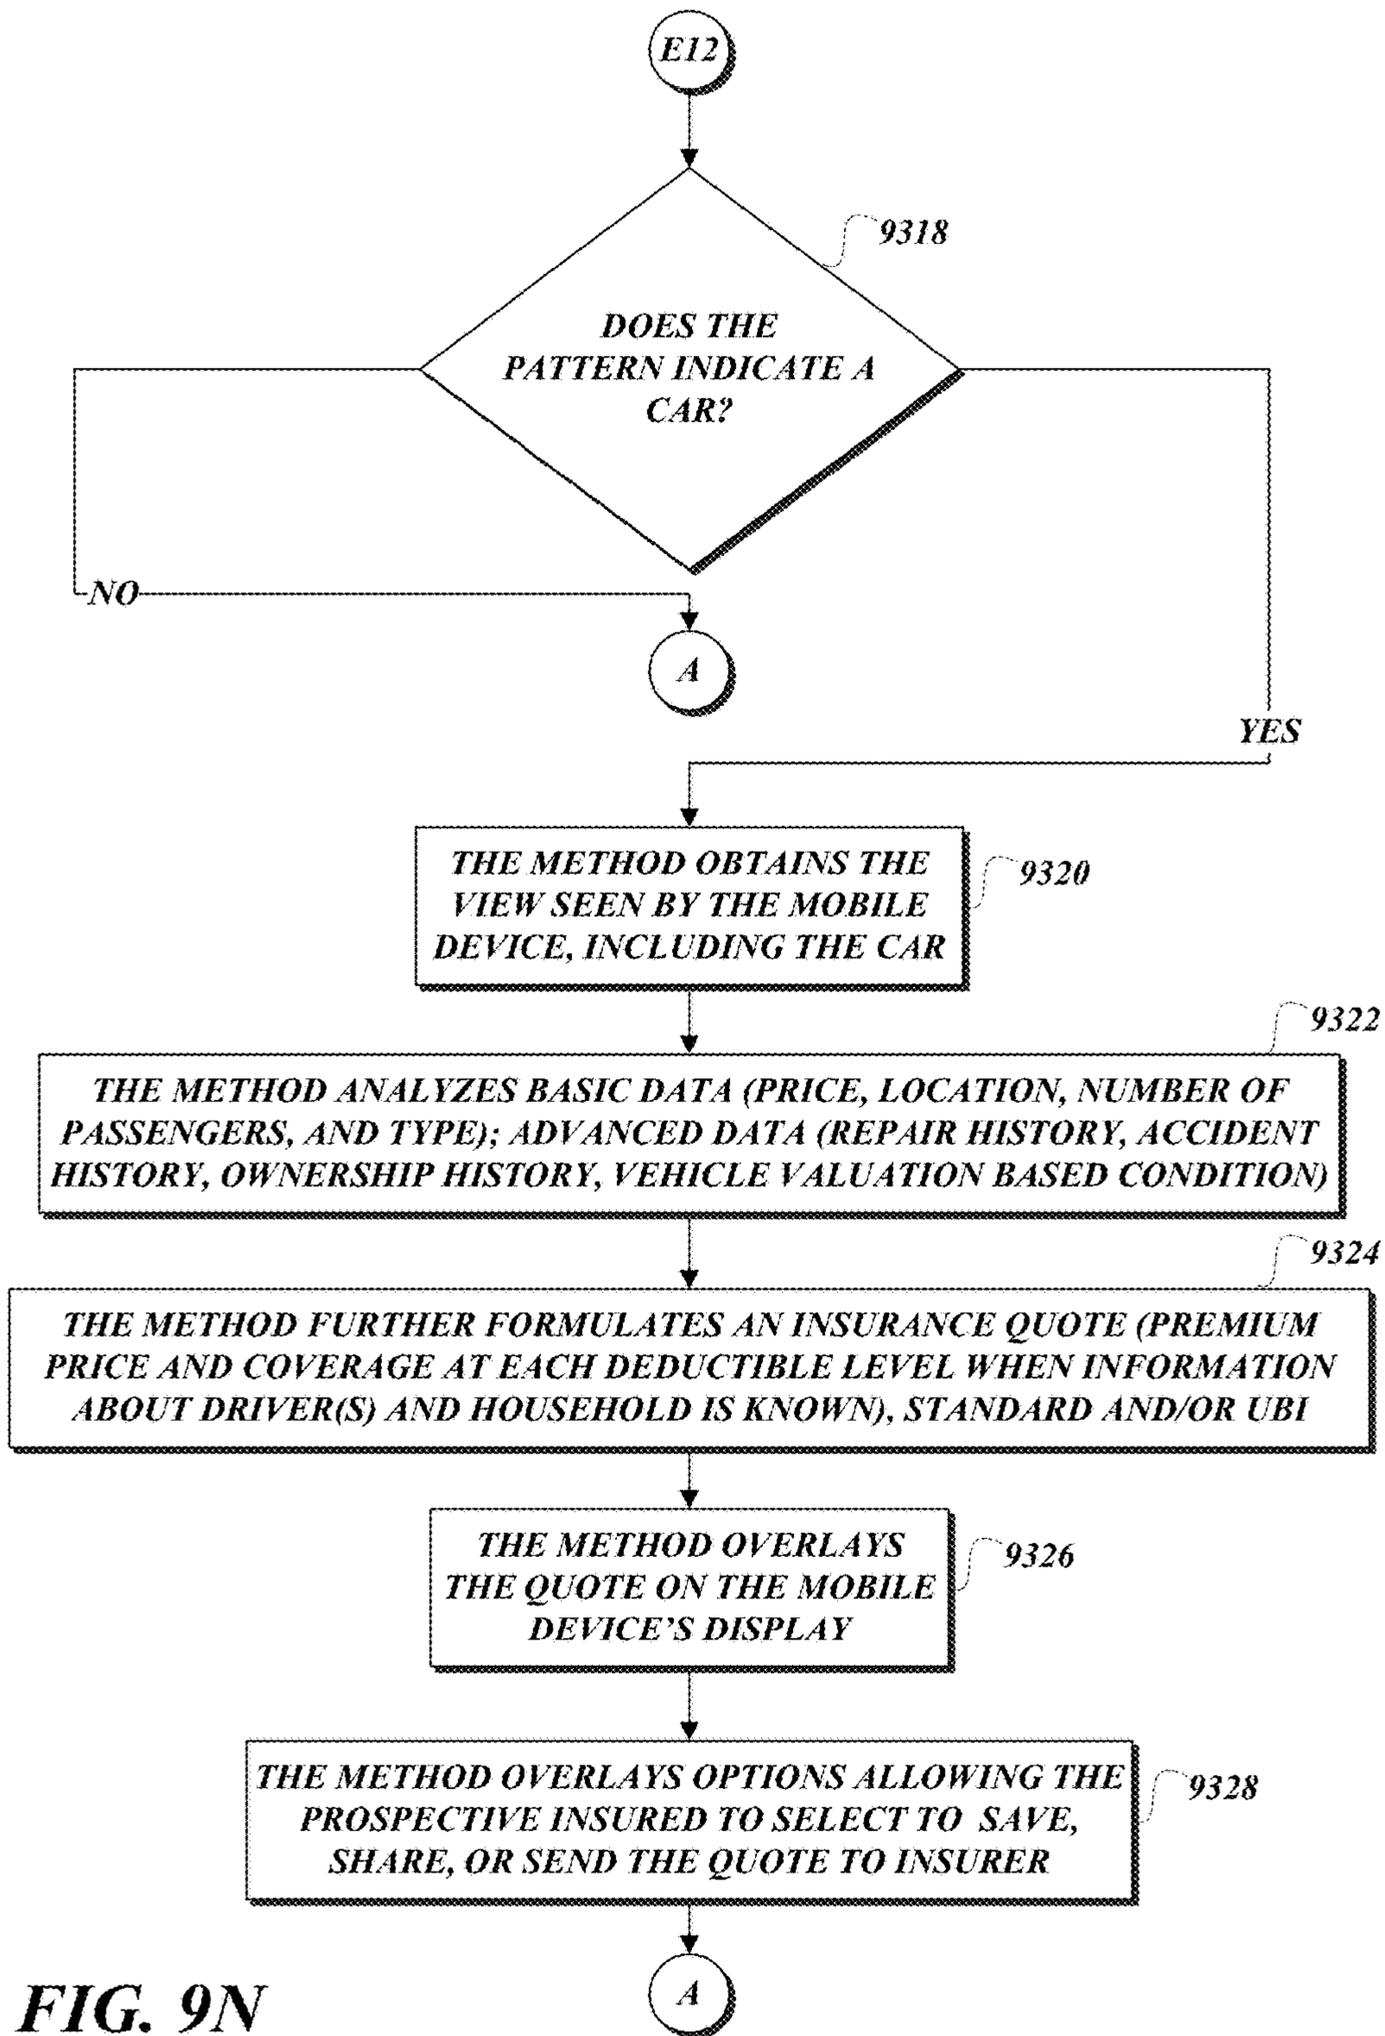 E12
9318
DOES THE
PATTERN INDICATE A
CAR?
NO
A
YES
THE METHOD OBTAINS THE
VIEW SEEN BY THE MOBILE
DEVICE, INCLUDING THE CAR
9320
9322
THE METHOD ANALYZES BASIC DATA (PRICE, LOCATION, NUMBER OF
PASSENGERS, AND TYPE); ADVANCED DATA (REPAIR HISTORY, ACCIDENT
HISTORY, OWNERSHIP HISTORY, VEHICLE VALUATION BASED CONDITION)
9324
THE METHOD FURTHER FORMULATES AN INSURANCE QUOTE (PREMIUM
PRICE AND COVERAGE AT EACH DEDUCTIBLE LEVEL WHEN INFORMATION
ABOUT DRIVER(S) AND HOUSEHOLD IS KNOWN), STANDARD AND/OR UBI
THE METHOD OVERLAYS
THE QUOTE ON THE MOBILE
DEVICE'S DISPLAY
9326
THE METHOD OVERLAYS OPTIONS ALLOWING THE
PROSPECTIVE INSURED TO SELECT TO SAVE,
SHARE, OR SEND THE QUOTE TO INSURER
9328
A
FIG. 9N